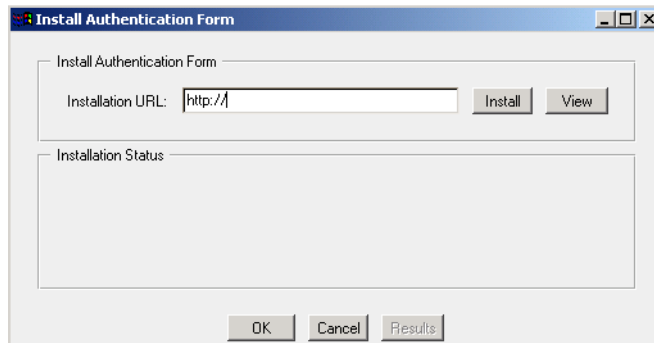 Install Authentication Form
Install Authentication Form
Installation URL: http:// Install View
Installation Status
OK Cancel Results